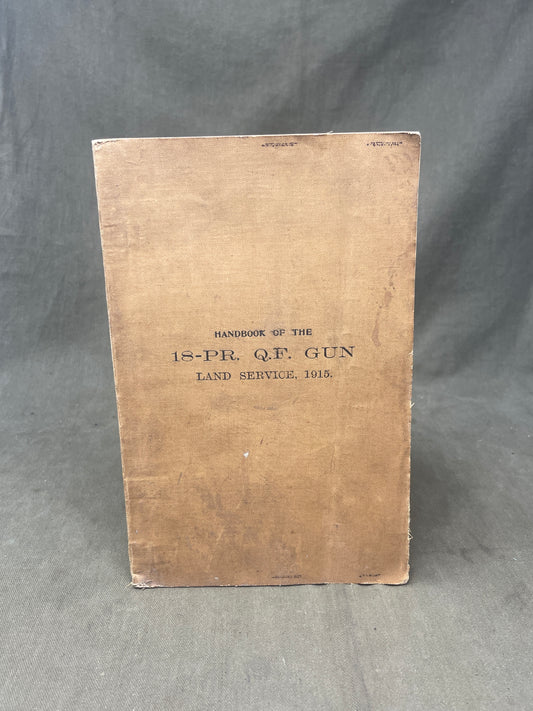 HANDBOOK OF THE
18-PR. Q.F. GUN
LAND SERVICE, 1915.